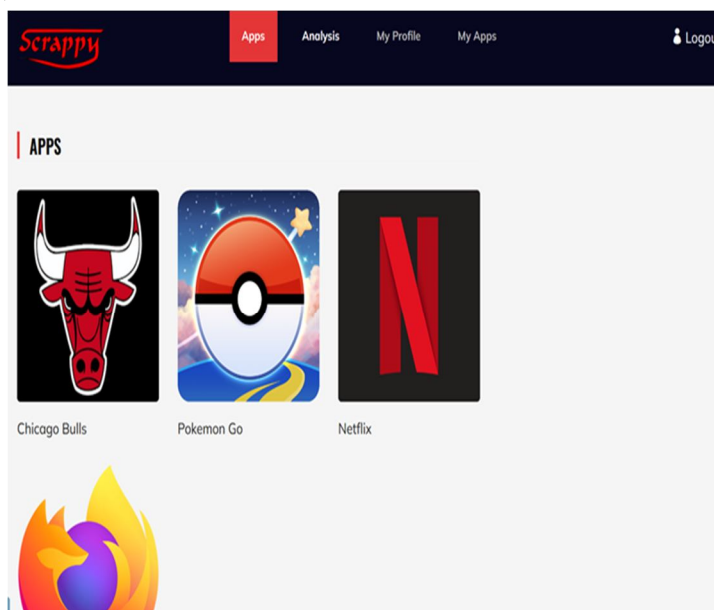 Scrappy
Apps Analysis My Profile My Apps Logou
APPS
N
Chicago Bulls Pokemon Go Netflix